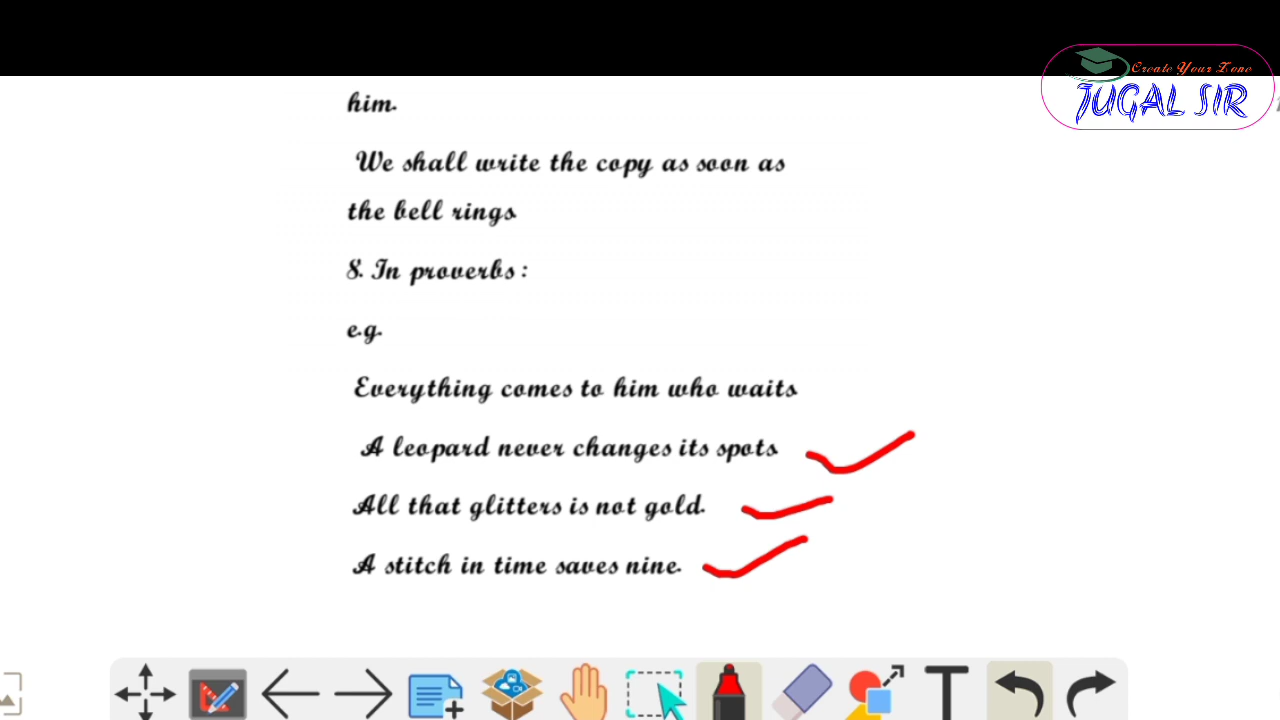 Create Your Zone
JUGAL SIR
him.
We shall write the copy as soon as
the bell rings
8. In proverbs :
e.g.
Everything comes to him who waits
A leopard never changes its spots
All that glitters is not gold.
A stitch in time saves nine.